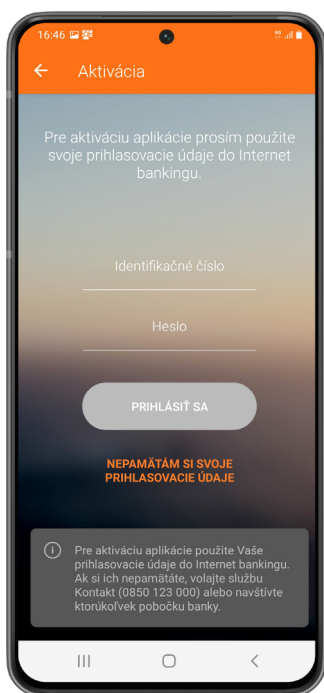 16:46
Aktivácia
Pre aktiváciu aplikácie prosím použite
svoje prihlasovacie údaje do Internet
bankingu.
Identifikačné číslo
Heslo
PRIHLÁSIŤ SA
NEPAMÄTÁM SI SVOJE
PRIHLASOVACIE ÚDAJE
Pre aktiváciu aplikácie použite Vaše
prihlasovacie údaje do Internet bankingu.
Ak si ich nepamätáte, volajte službu
Kontakt (0850 123 000) alebo navštívte
ktorúkoľvek pobočku banky.